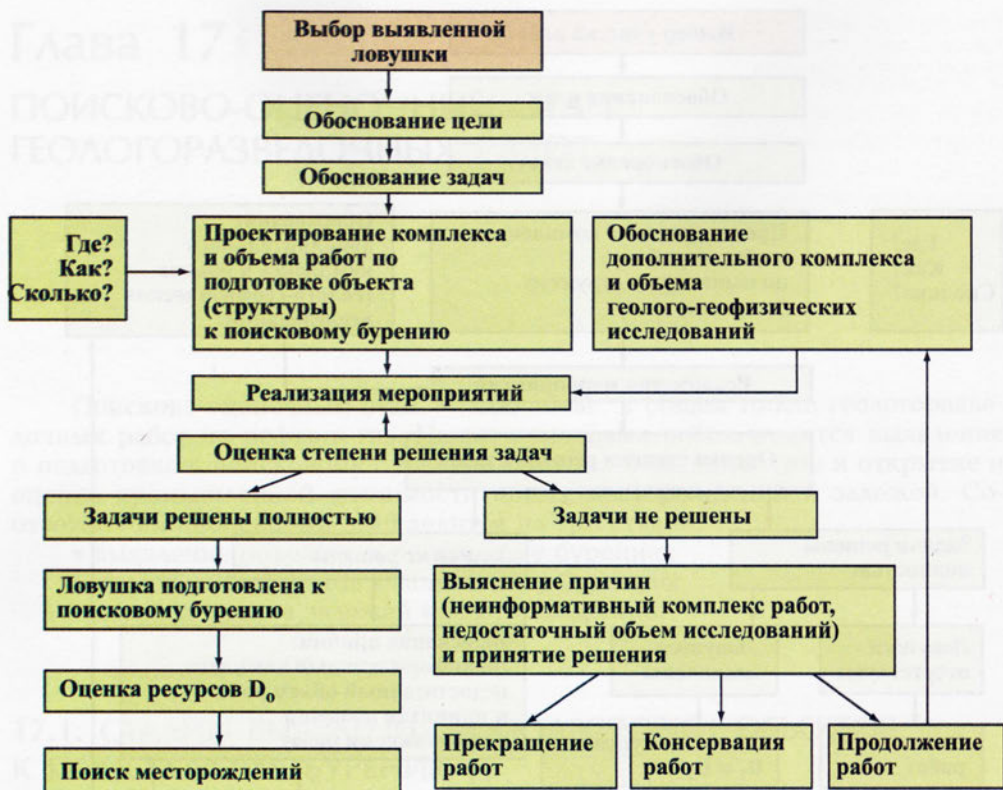 Выбор выявленной
ловушки
Обоснование цели
Обоснование задач
Где?
Как?
Сколько?
Проектирование комплекса
и объема работ по
подготовке объекта
(структуры)
к поисковому бурению
Обоснование
дополнительного комплекса
и объема
геолого-геофизических
исследований
Реализация мероприятий
Оценка степени решения задач
Задачи решены полностью
Задачи не решены
Ловушка подготовлена к
поисковому бурению
Выяснение причин
(неинформативный комплекс работ,
недостаточный объем исследований)
и принятие решения
Оценка ресурсов D₀
Поиск месторождений
Прекращение
работ
Консервация
работ
Продолжение
работ